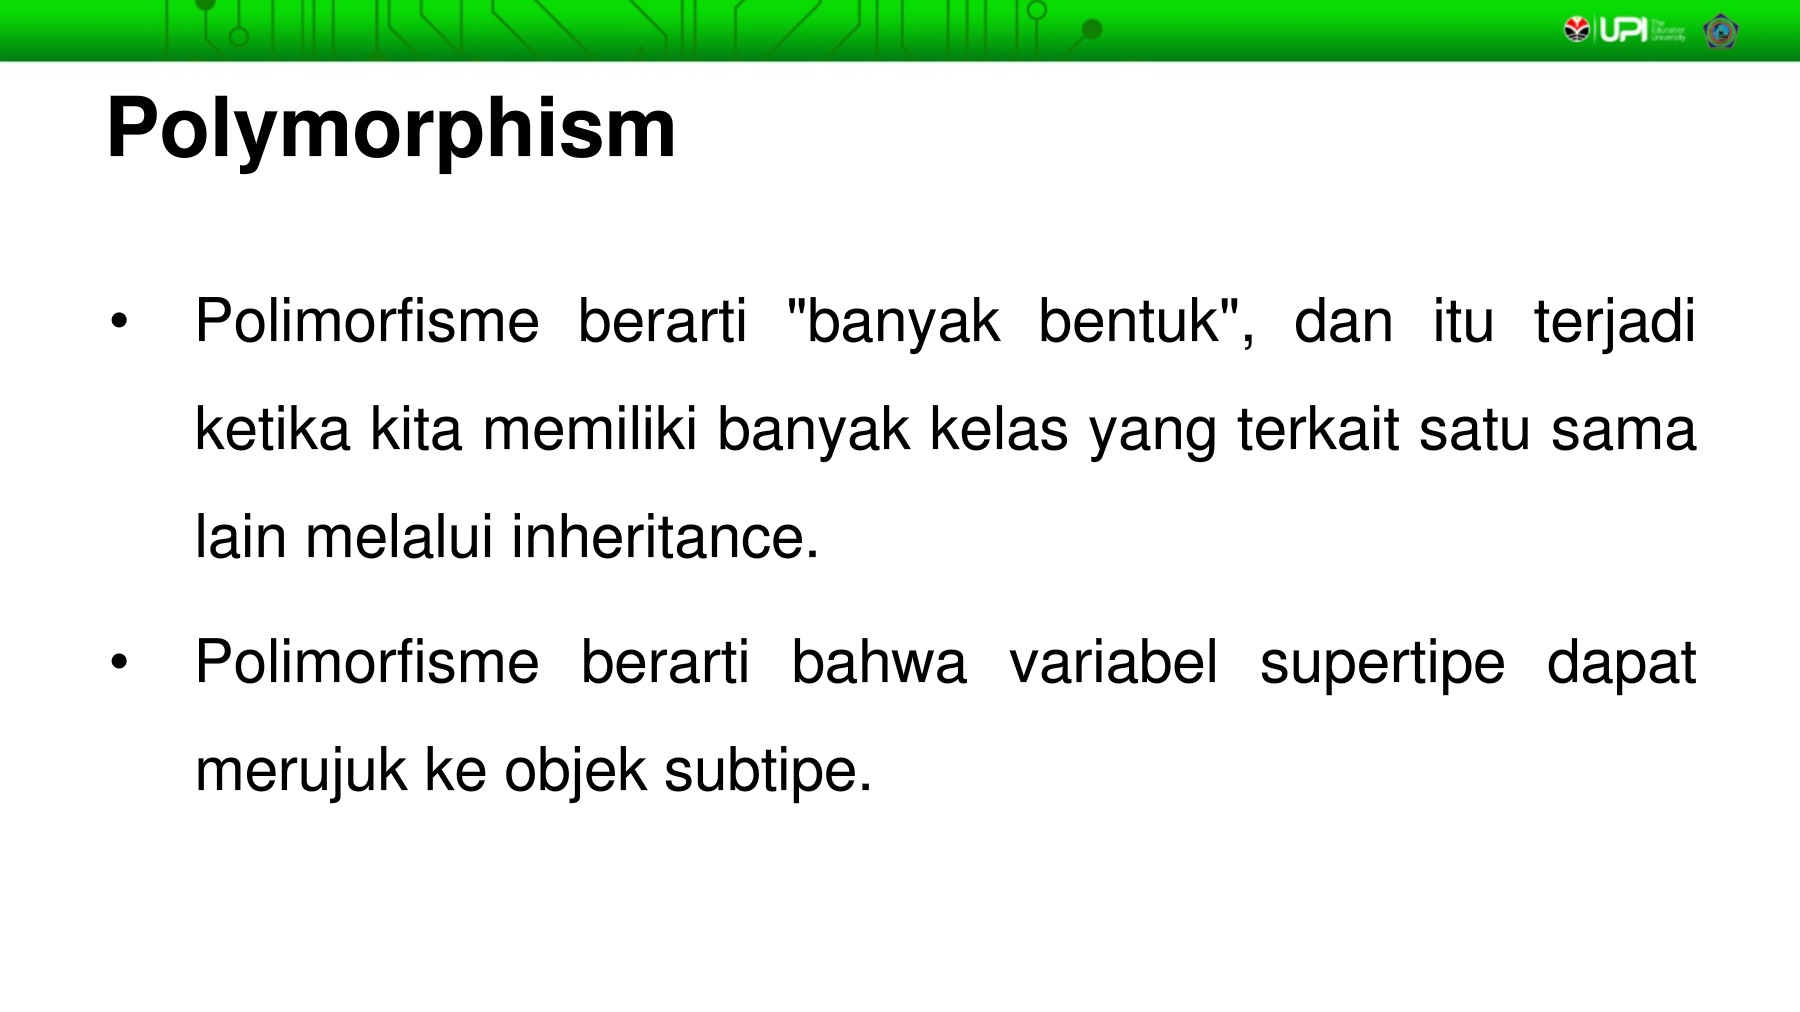 UPI
The
Education
University
Polymorphism
• Polimorfisme berarti "banyak bentuk", dan itu terjadi
ketika kita memiliki banyak kelas yang terkait satu sama
lain melalui inheritance.
• Polimorfisme berarti bahwa variabel supertipe dapat
merujuk ke objek subtipe.